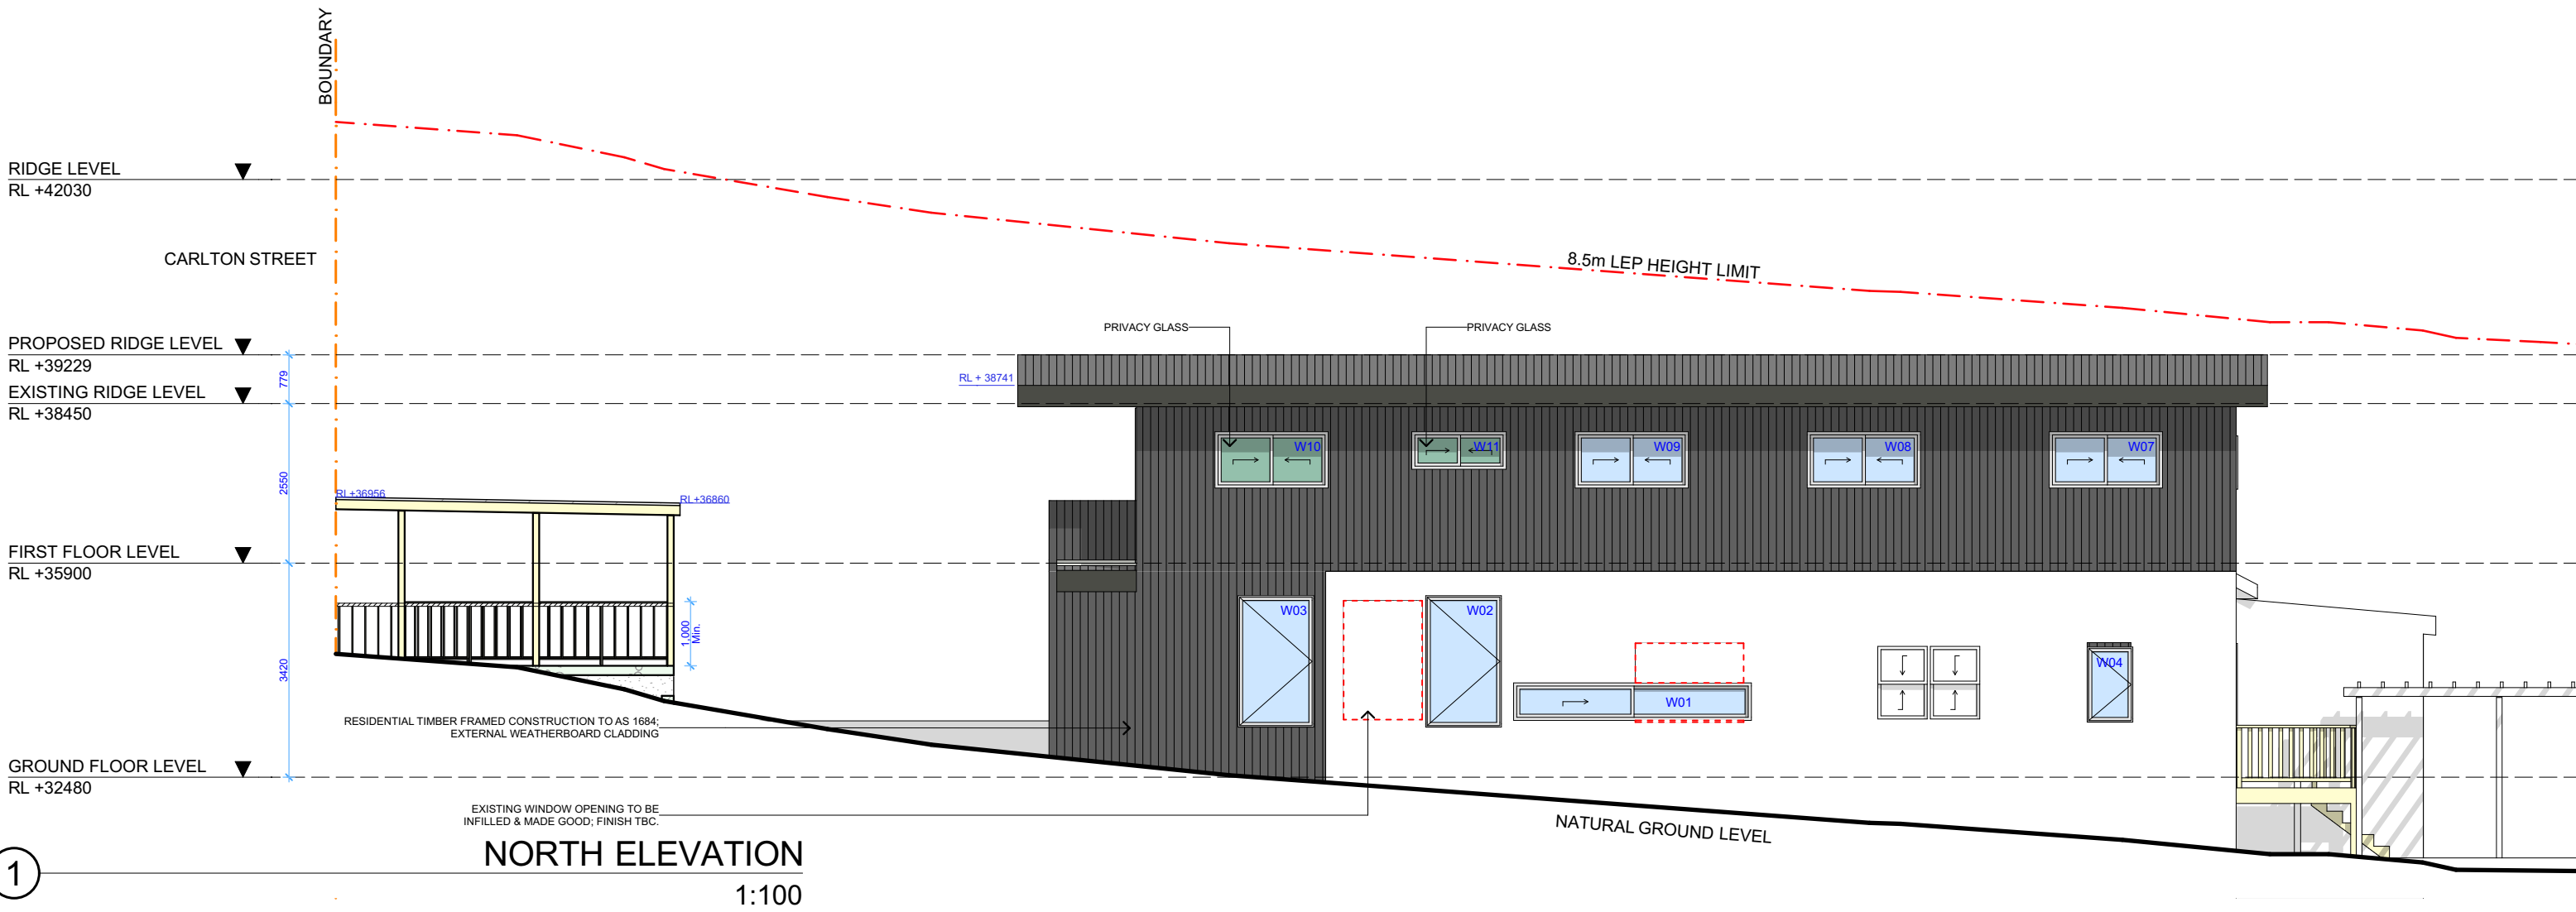 BOUNDARY
RIDGE LEVEL
RL +42030
CARLTON STREET
8.5m LEP HEIGHT LIMIT
PRIVACY GLASS
PRIVACY GLASS
PROPOSED RIDGE LEVEL
RL +39229
779
RL + 38741
EXISTING RIDGE LEVEL
RL +38450
W10
W11
W09
W08
W07
2550
RL+36956
RL+36860
FIRST FLOOR LEVEL
RL +35900
W03
W02
1,000
Min.
3420
W04
W01
RESIDENTIAL TIMBER FRAMED CONSTRUCTION TO AS 1684;
EXTERNAL WEATHERBOARD CLADDING
GROUND FLOOR LEVEL
RL +32480
EXISTING WINDOW OPENING TO BE
INFILLED & MADE GOOD; FINISH TBC.
NATURAL GROUND LEVEL
1
NORTH ELEVATION
1:100